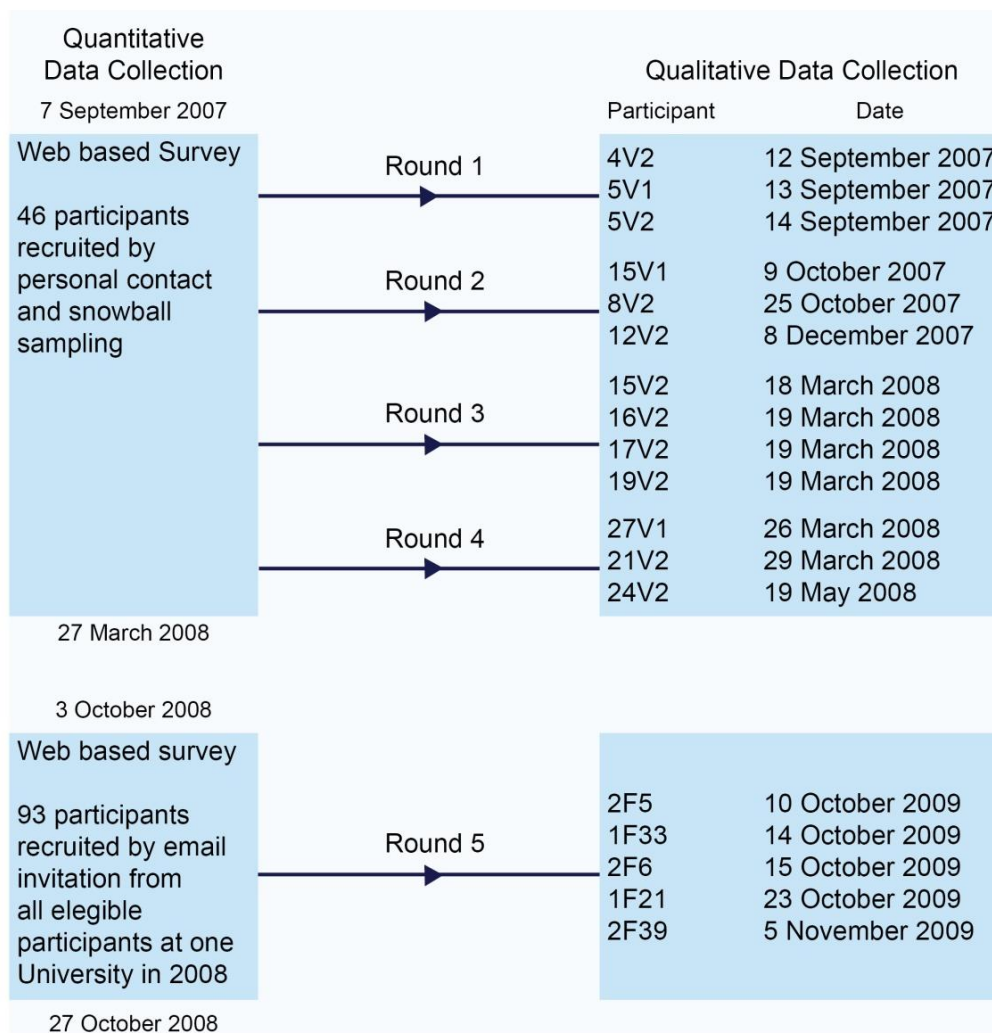 Quantitative
Data Collection
7 September 2007
Web based Survey
46 participants
recruited by
personal contact
and snowball
sampling
27 March 2008
Round 1
Round 2
Round 3
Round 4
Qualitative Data Collection
Participant Date
4V2 12 September 2007
5V1 13 September 2007
5V2 14 September 2007
15V1 9 October 2007
8V2 25 October 2007
12V2 8 December 2007
15V2 18 March 2008
16V2 19 March 2008
17V2 19 March 2008
19V2 19 March 2008
27V1 26 March 2008
21V2 29 March 2008
24V2 19 May 2008
3 October 2008
Web based survey
93 participants
recruited by email
invitation from
all elegible
participants at one
University in 2008
27 October 2008
Round 5
2F5 10 October 2009
1F33 14 October 2009
2F6 15 October 2009
1F21 23 October 2009
2F39 5 November 2009